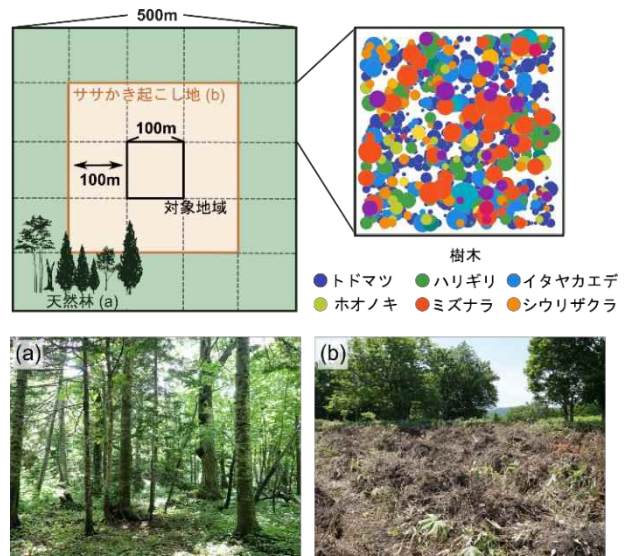 500m
ササかき起こし地 (b)
100m
100m
対象地域
天然林 (a)
樹木
トドマツ
ハリギリ
イタヤカエデ
ホオノキ
ミズナラ
シウリザクラ
(a)
(b)